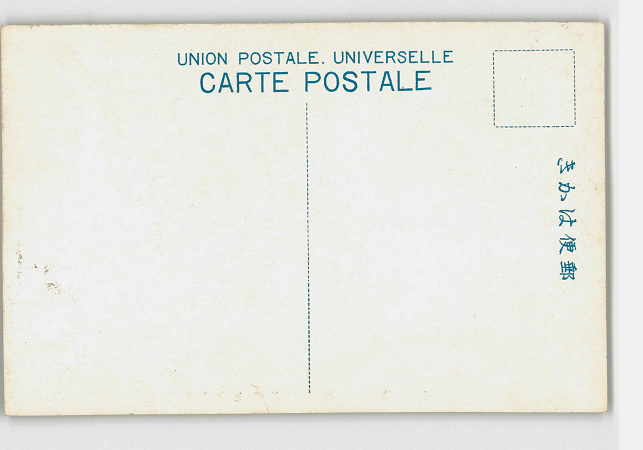 UNION POSTALE. UNIVERSELLE
CARTE POSTALE
郵便はかき